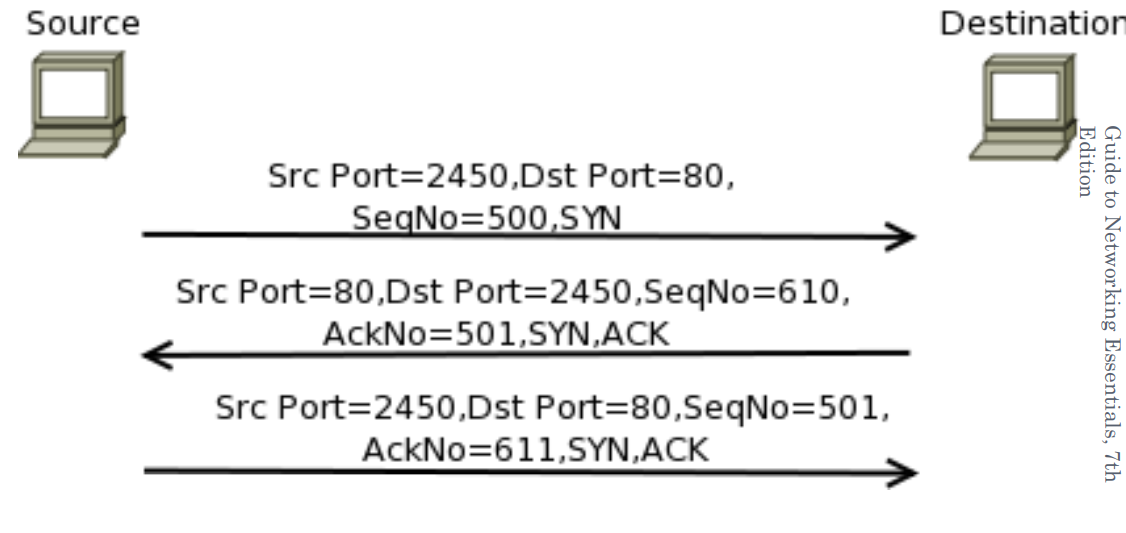 Source
Destination
Src Port=2450,Dst Port=80,
SeqNo=500,SYN
Src Port=80,Dst Port=2450,SeqNo=610,
AckNo=501,SYN,ACK
Src Port=2450,Dst Port=80,SeqNo=501,
AckNo=611,SYN,ACK
Guide to Networking Essentials, 7th
Edition